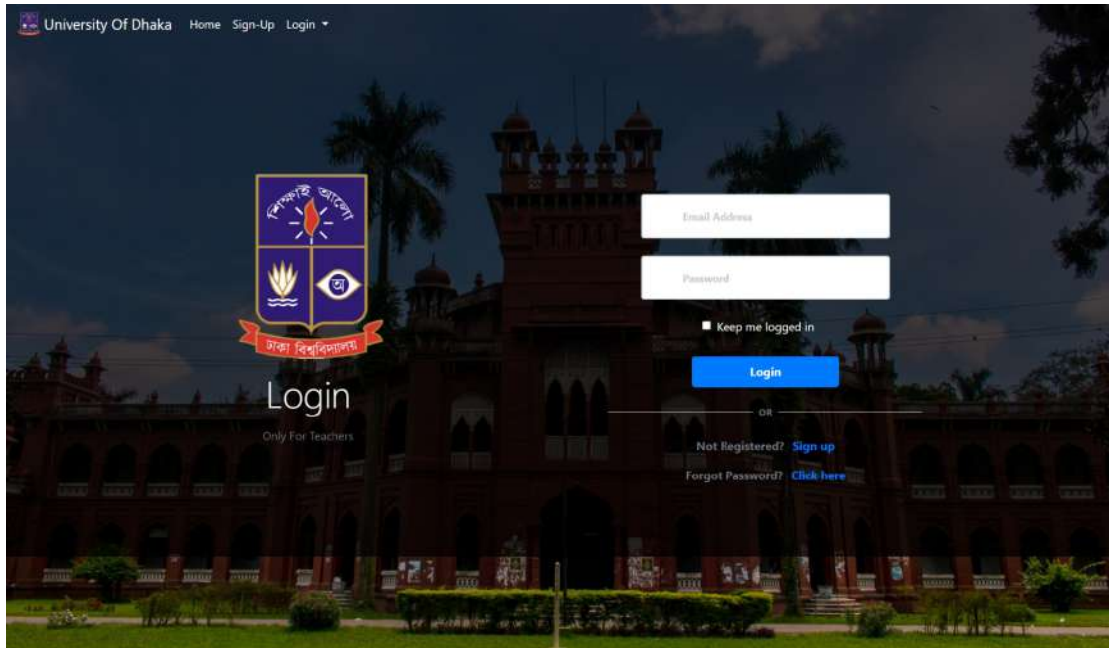 University Of Dhaka Home Sign-Up Login
শিক্ষাই আলো
অ
ঢাকা বিশ্ববিদ্যালয়
Login
Only For Teachers
Email Address
Password
Keep me logged in
Login
OR
Not Registered? Sign up
Forgot Password? Click here